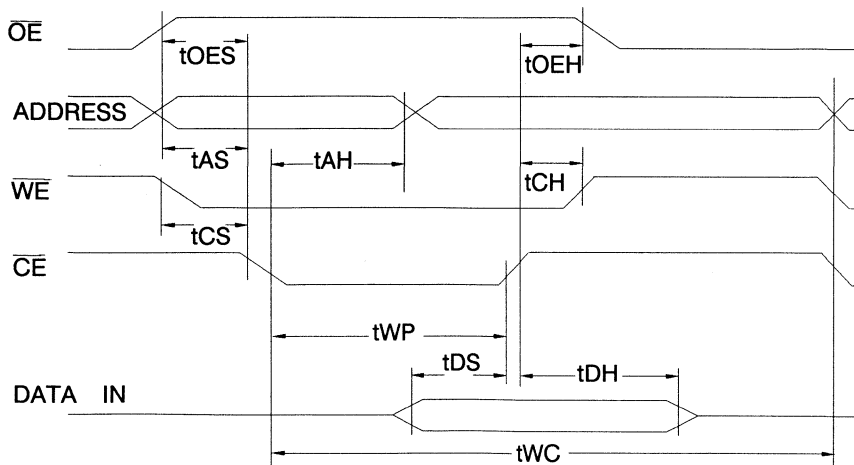 OE
tOES
tOEH
ADDRESS
tAS
tAH
tCH
WE
tCS
CE
tWP
tDS
tDH
DATA IN
tWC